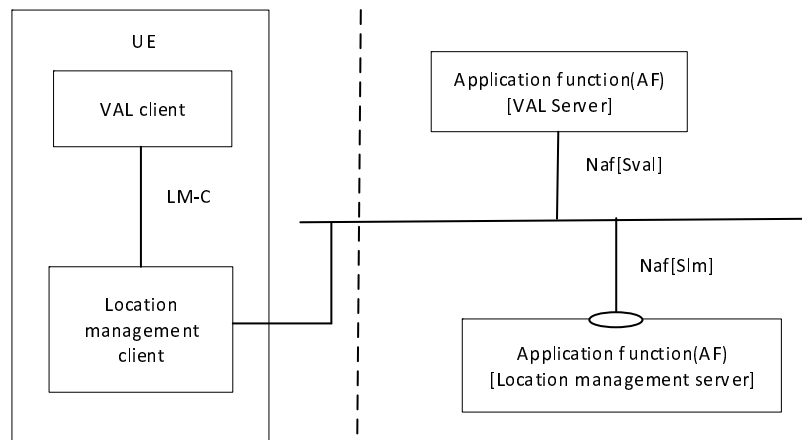 UE
VAL client
LM-C
Location
management
client
Application function(AF)
[VAL Server]
Naf[Sval]
Naf[Slm]
Application function(AF)
[Location management server]